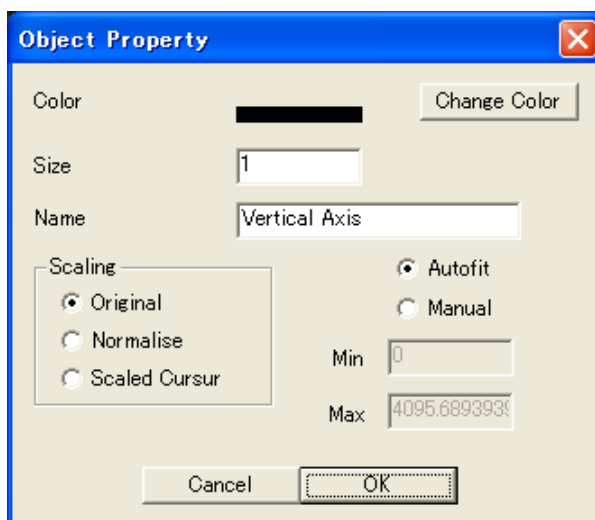 Object Property
Color
Change Color
Size
1
Name
Vertical Axis
Scaling
Original
Normalise
Scaled Cursur
Autofit
Manual
Min
0
Max
4095.6893939
Cancel
OK